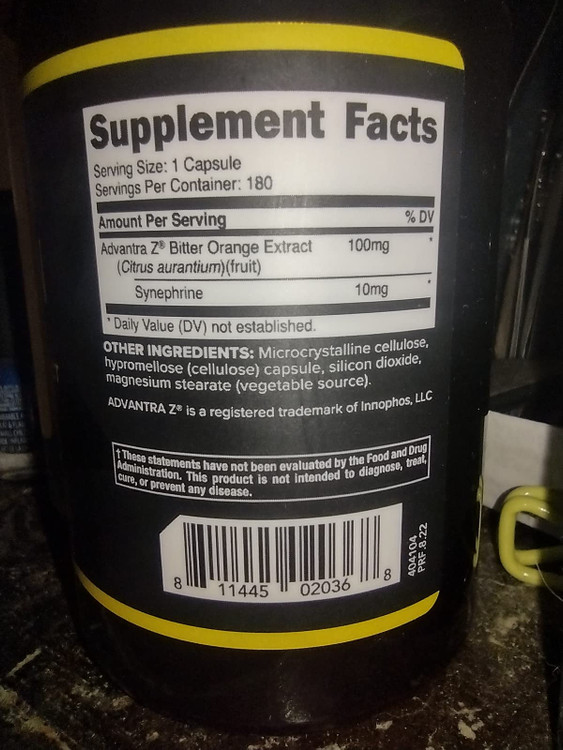 Supplement Facts
Serving Size: 1 Capsule
Servings Per Container: 180
Amount Per Serving % DV
Advantra Z® Bitter Orange Extract 100mg *
(Citrus aurantium)(fruit)
Synephrine 10mg *
* Daily Value (DV) not established.
OTHER INGREDIENTS: Microcrystalline cellulose,
hypromellose (cellulose) capsule, silicon dioxide,
magnesium stearate (vegetable source).
ADVANTRA Z® is a registered trademark of Innophos, LLC
† These statements have not been evaluated by the Food and Drug
Administration. This product is not intended to diagnose, treat,
cure, or prevent any disease.
8 11445 02036 8
404104
PRF.8.22